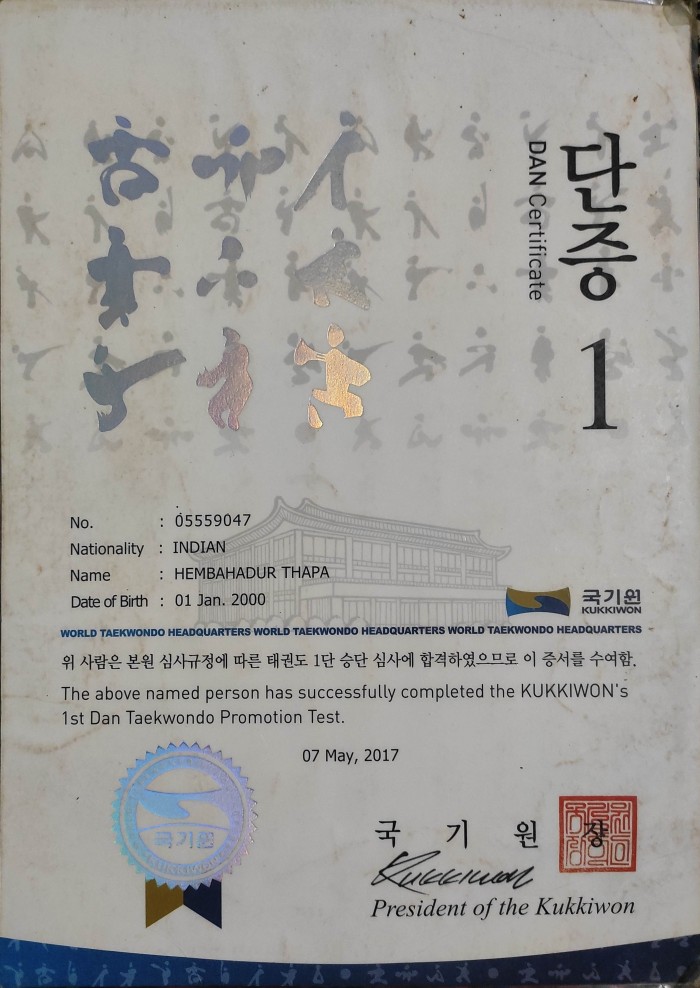 단증
DAN Certificate
1
No. : 05559047
Nationality : INDIAN
Name : HEMBAHADUR THAPA
Date of Birth : 01 Jan. 2000
국기원
KUKKIWON
WORLD TAEKWONDO HEADQUARTERS WORLD TAEKWONDO HEADQUARTERS WORLD TAEKWONDO HEADQUARTERS
위 사람은 본원 심사규정에 따른 태권도 1단 승단 심사에 합격하였으므로 이 증서를 수여함.
The above named person has successfully completed the KUKKIWON's
1st Dan Taekwondo Promotion Test.
07 May, 2017
국기원
국 기 원 장
Kukkiwon
President of the Kukkiwon